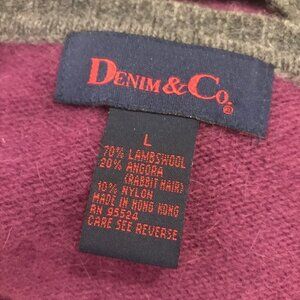 DENIM & CO®
L
70% LAMBSWOOL
20% ANGORA
(RABBIT HAIR)
10% NYLON
MADE IN HONG KONG
RN 95524
CARE SEE REVERSE